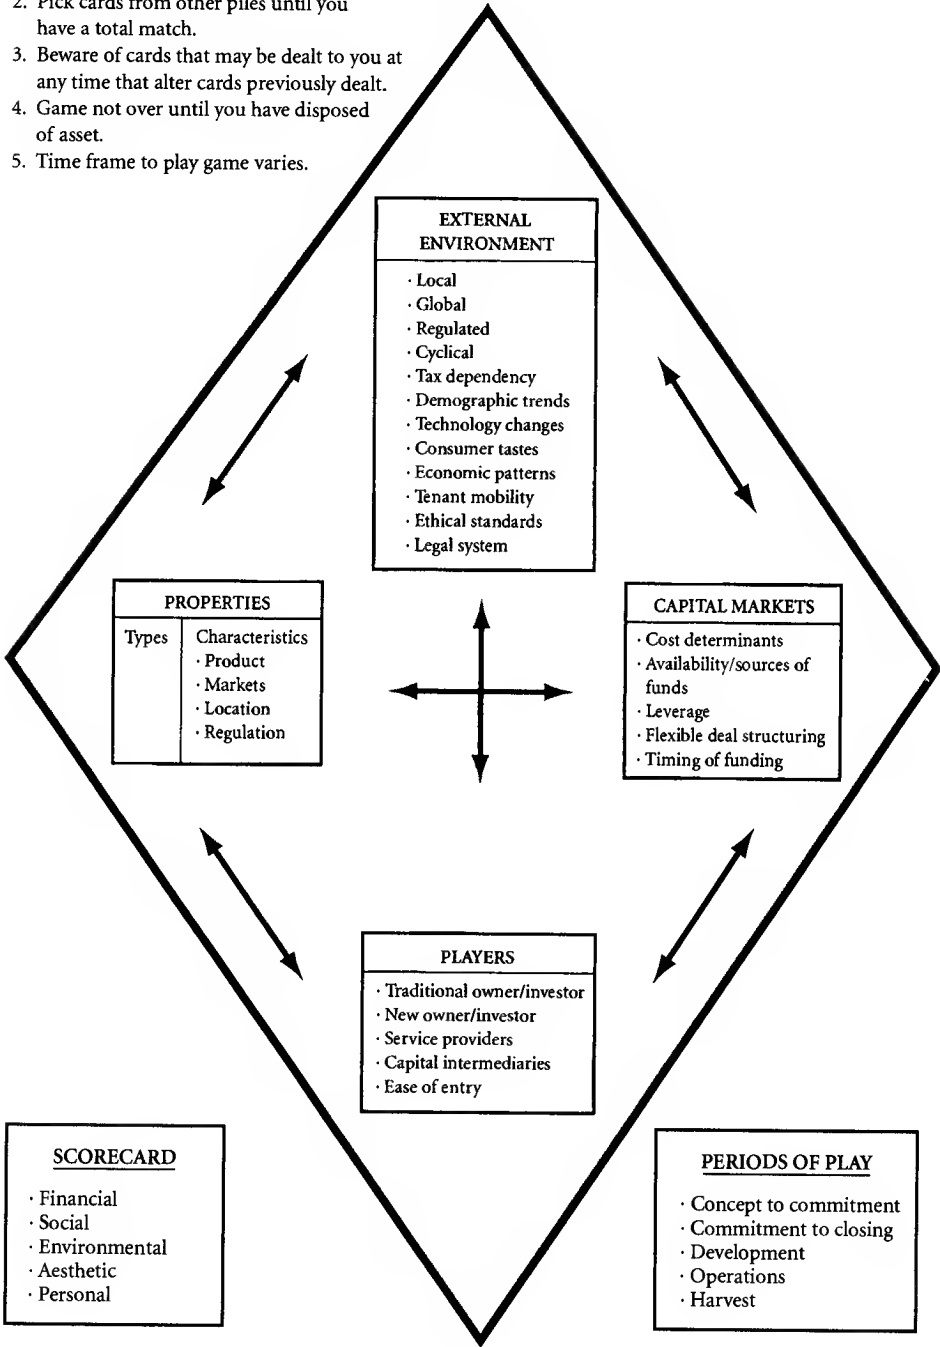 2. Pick cards from other piles until you
have a total match.
3. Beware of cards that may be dealt to you at
any time that alter cards previously dealt.
4. Game not over until you have disposed
of asset.
5. Time frame to play game varies.
EXTERNAL
ENVIRONMENT
· Local
· Global
· Regulated
· Cyclical
· Tax dependency
· Demographic trends
· Technology changes
· Consumer tastes
· Economic patterns
· Tenant mobility
· Ethical standards
· Legal system
PROPERTIES
Types
Characteristics
· Product
· Markets
· Location
· Regulation
CAPITAL MARKETS
· Cost determinants
· Availability/sources of
funds
· Leverage
· Flexible deal structuring
· Timing of funding
PLAYERS
· Traditional owner/investor
· New owner/investor
· Service providers
· Capital intermediaries
· Ease of entry
SCORECARD
· Financial
· Social
· Environmental
· Aesthetic
· Personal
PERIODS OF PLAY
· Concept to commitment
· Commitment to closing
· Development
· Operations
· Harvest